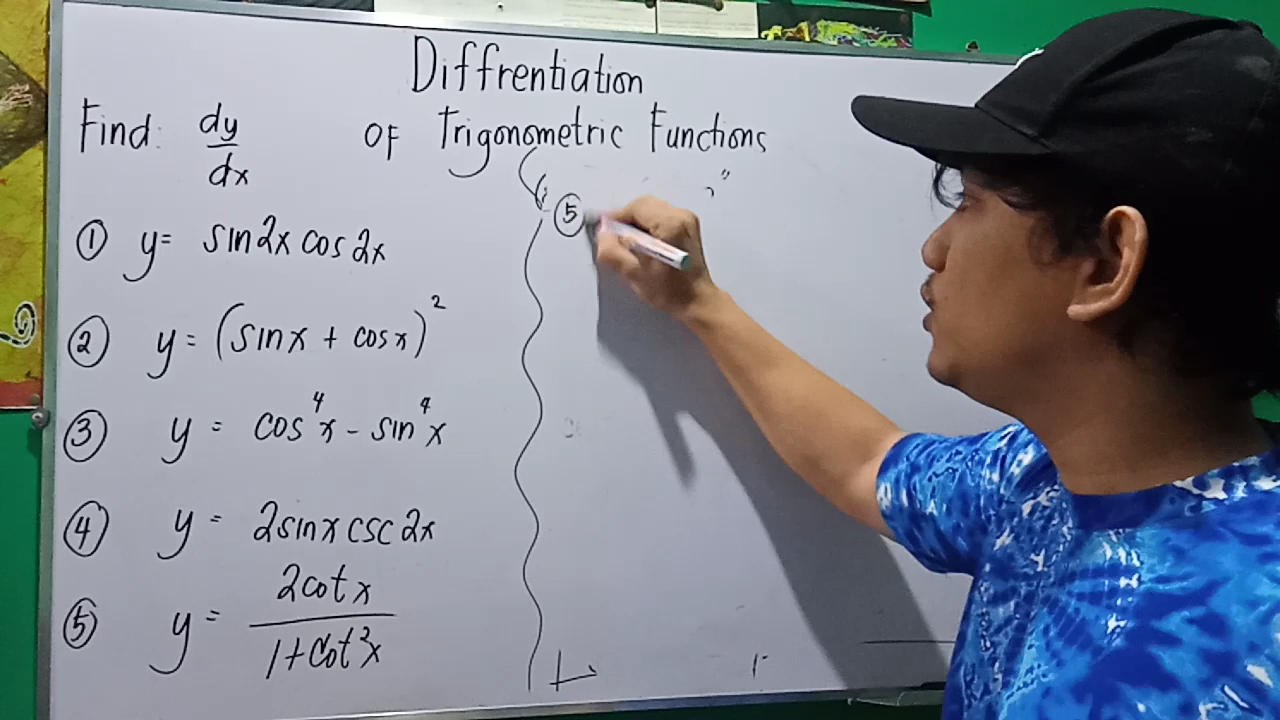 Diffrentiation
Find: dy/dx of Trigonometric Functions
① y= sin2x cos2x
② y= (sinx + cosx)²
③ y = cos⁴x - sin⁴x
④ y = 2sinx csc2x
⑤ y = 2cotx / 1+cot²x
⑤